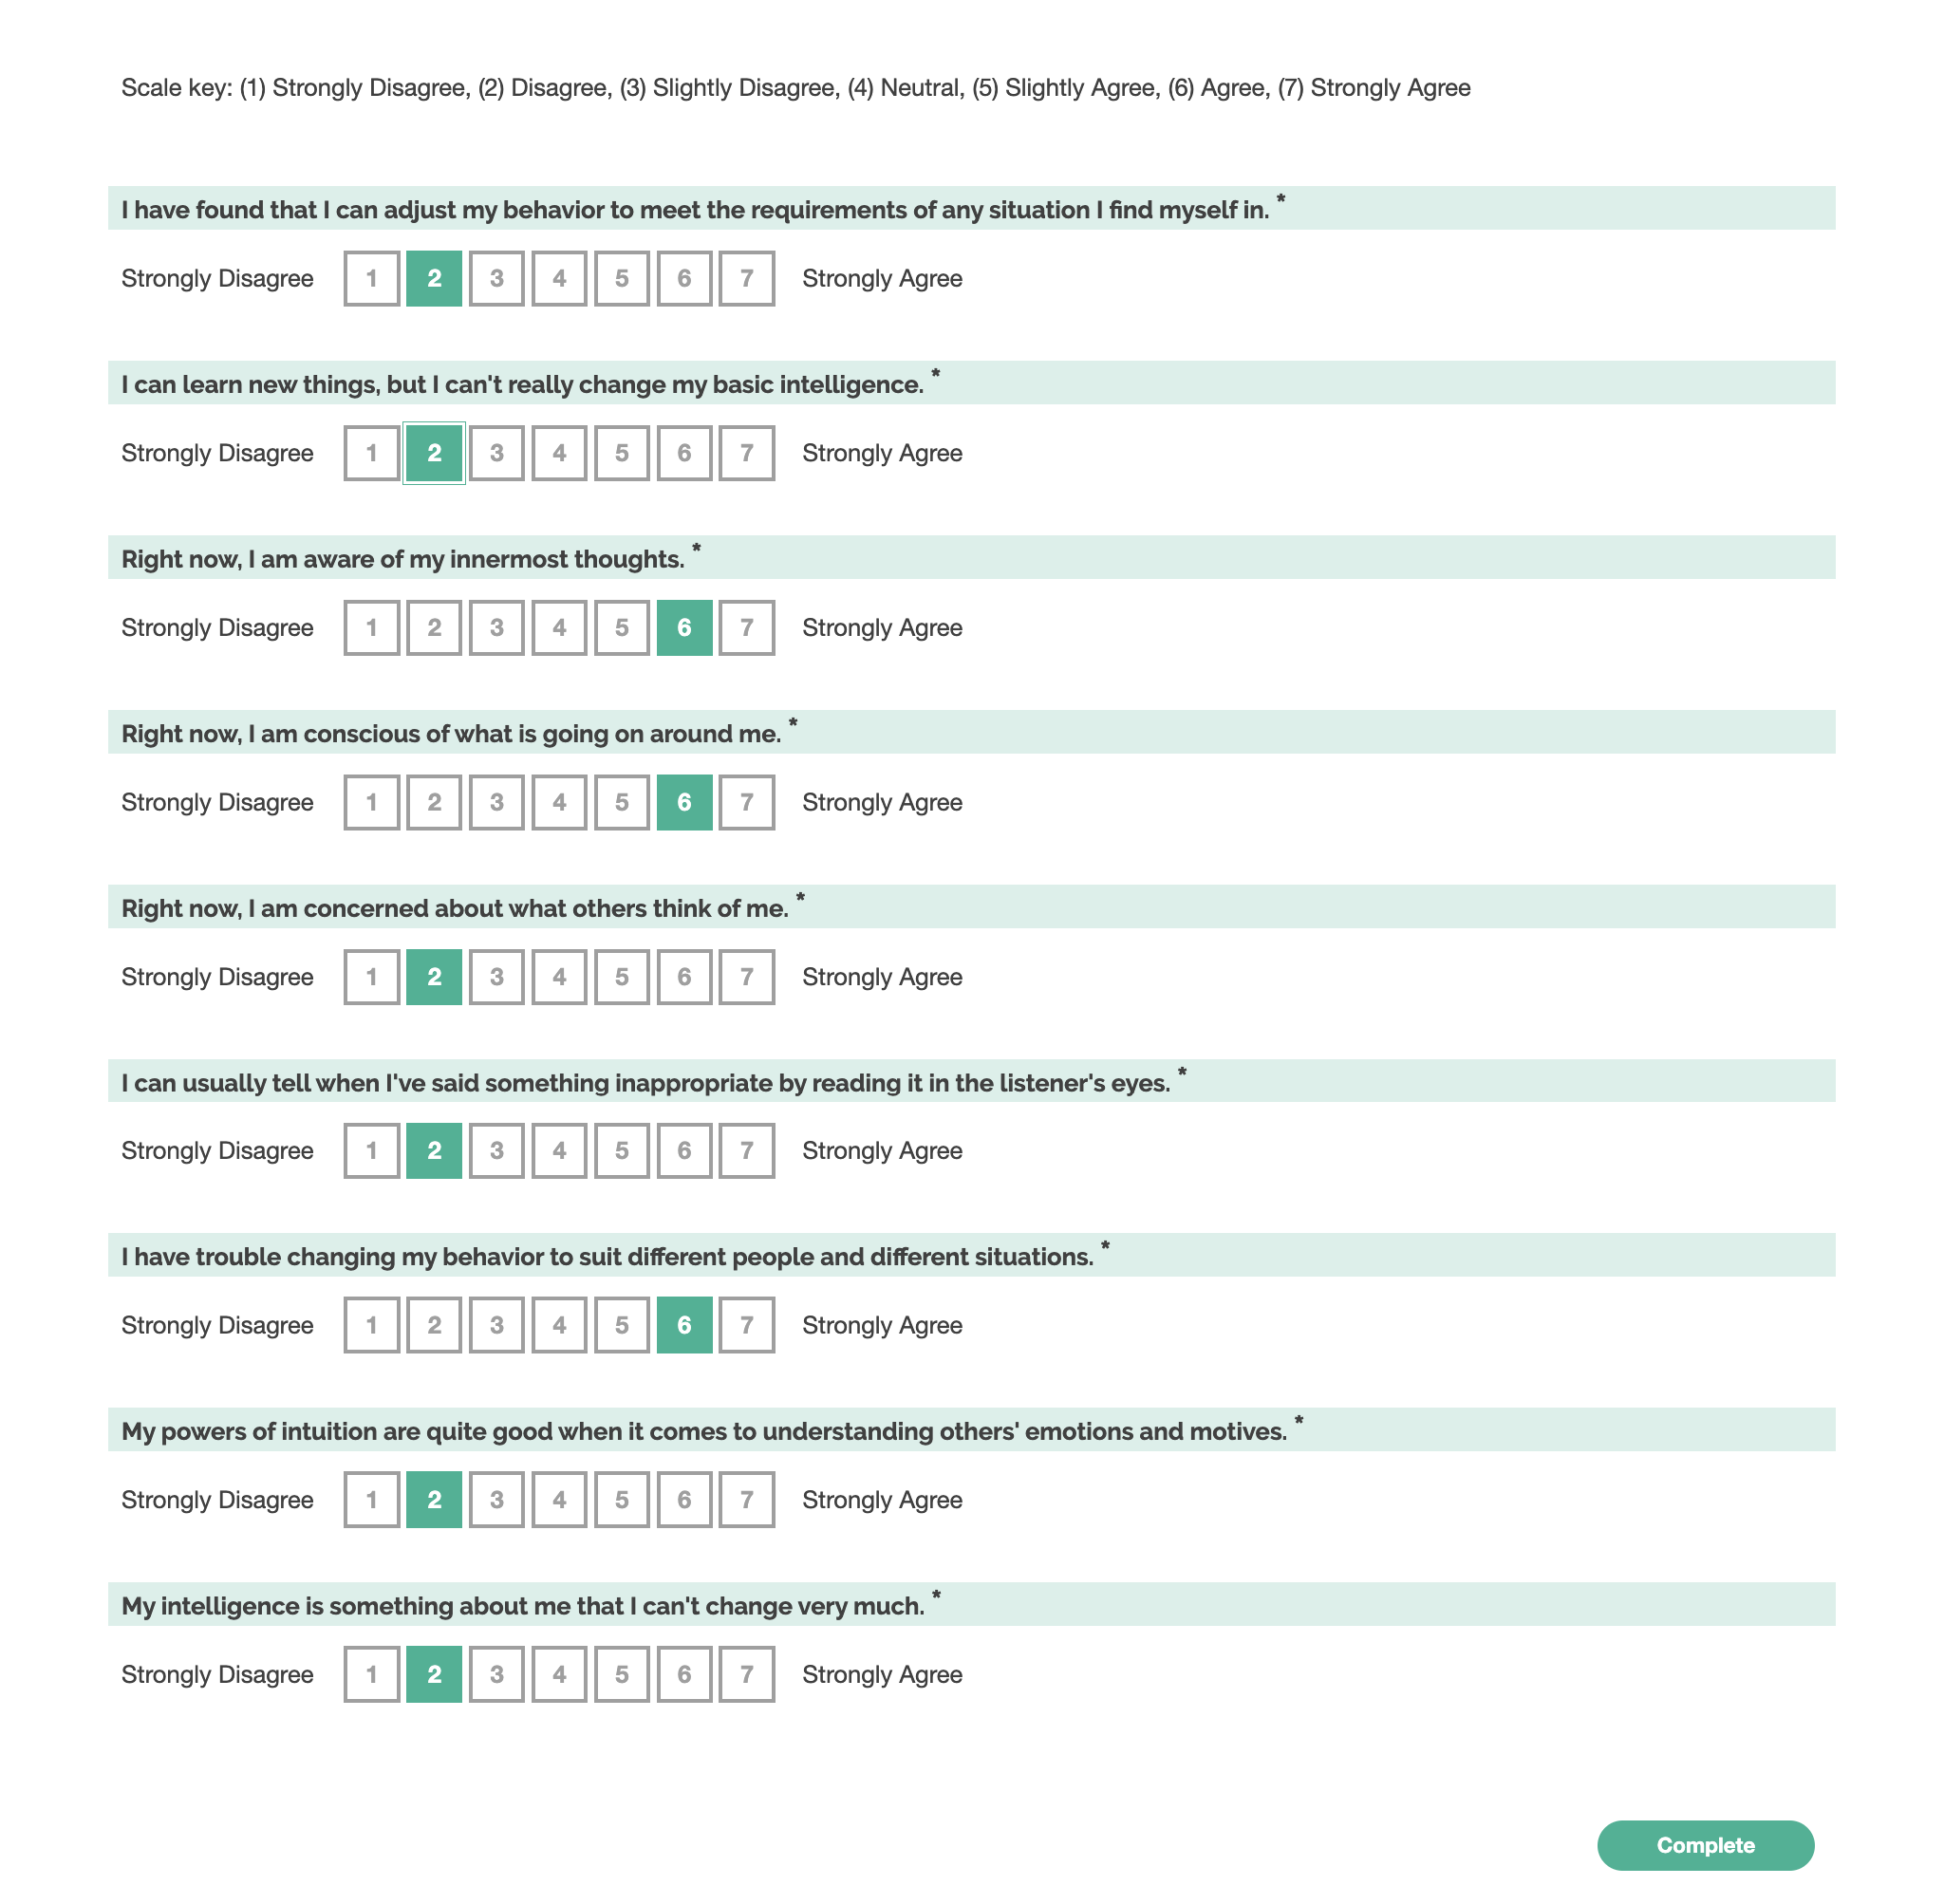 Scale key: (1) Strongly Disagree, (2) Disagree, (3) Slightly Disagree, (4) Neutral, (5) Slightly Agree, (6) Agree, (7) Strongly Agree
I have found that I can adjust my behavior to meet the requirements of any situation I find myself in. *
Strongly Disagree 1 2 3 4 5 6 7 Strongly Agree
I can learn new things, but I can't really change my basic intelligence. *
Strongly Disagree 1 2 3 4 5 6 7 Strongly Agree
Right now, I am aware of my innermost thoughts. *
Strongly Disagree 1 2 3 4 5 6 7 Strongly Agree
Right now, I am conscious of what is going on around me. *
Strongly Disagree 1 2 3 4 5 6 7 Strongly Agree
Right now, I am concerned about what others think of me. *
Strongly Disagree 1 2 3 4 5 6 7 Strongly Agree
I can usually tell when I've said something inappropriate by reading it in the listener's eyes. *
Strongly Disagree 1 2 3 4 5 6 7 Strongly Agree
I have trouble changing my behavior to suit different people and different situations. *
Strongly Disagree 1 2 3 4 5 6 7 Strongly Agree
My powers of intuition are quite good when it comes to understanding others' emotions and motives. *
Strongly Disagree 1 2 3 4 5 6 7 Strongly Agree
My intelligence is something about me that I can't change very much. *
Strongly Disagree 1 2 3 4 5 6 7 Strongly Agree
Complete